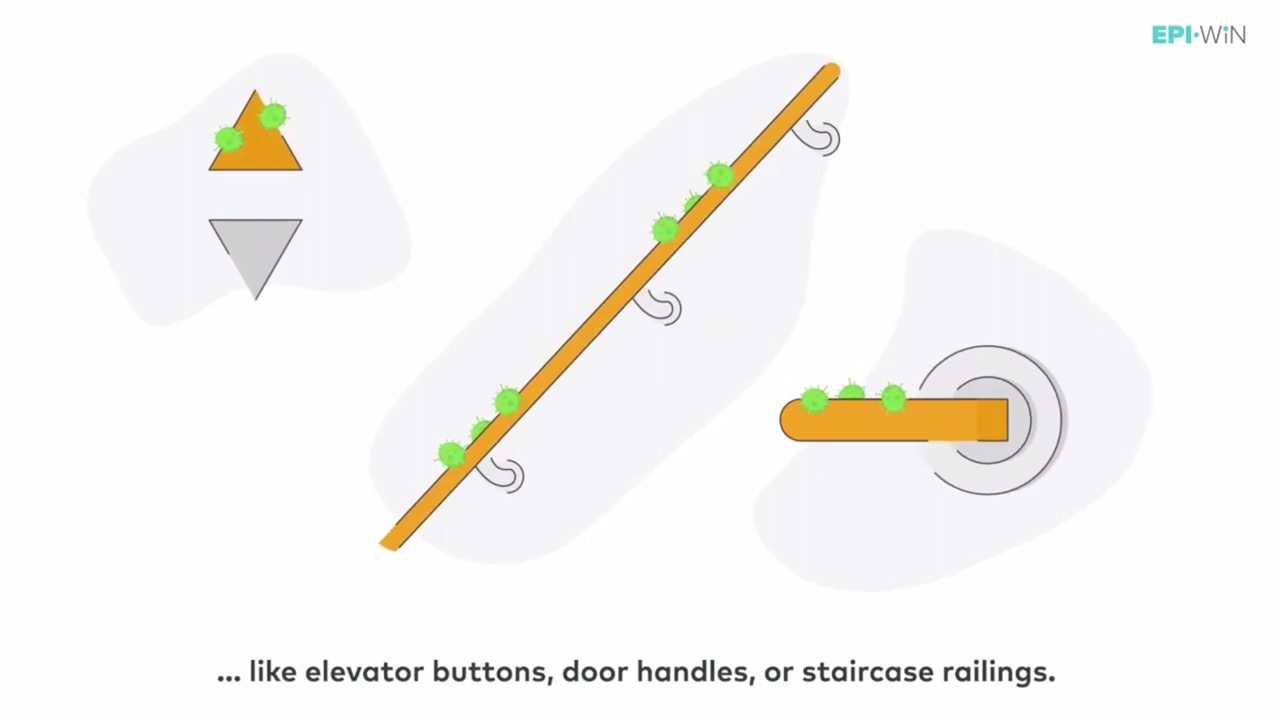 EPI·WiN
... like elevator buttons, door handles, or staircase railings.